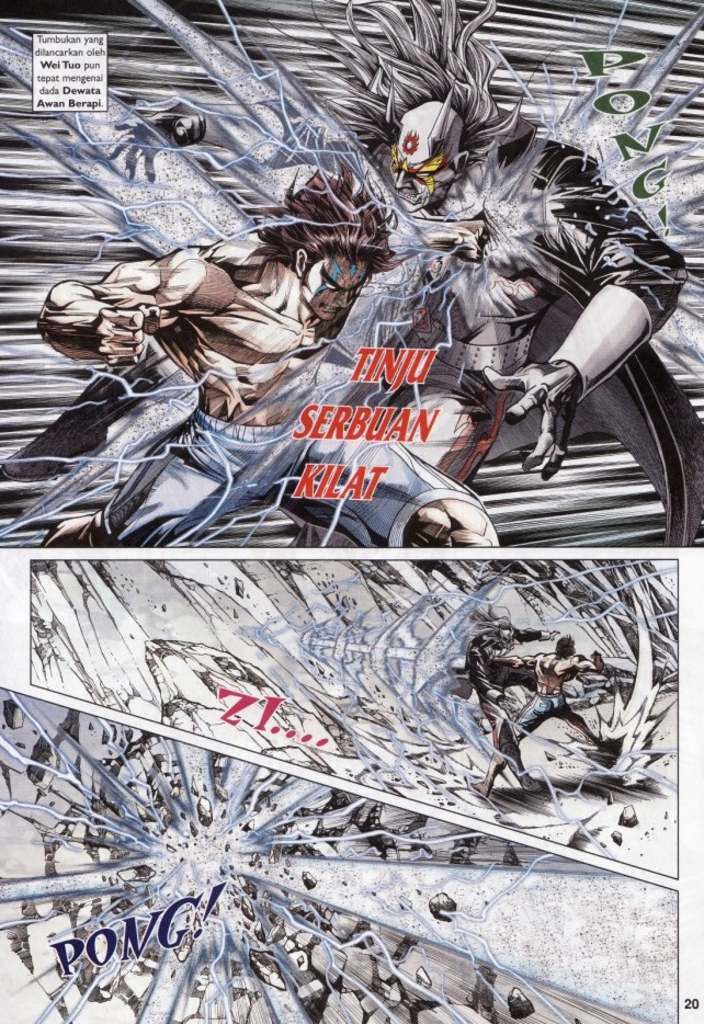 Tumbukan yang
dilancarkan oleh
Wei Tuo pun
tepat mengenai
dada Dewata
Awan Berapi.
PONG!
TINJU
SERBUAN
KILAT
ZI....
PONG!
20